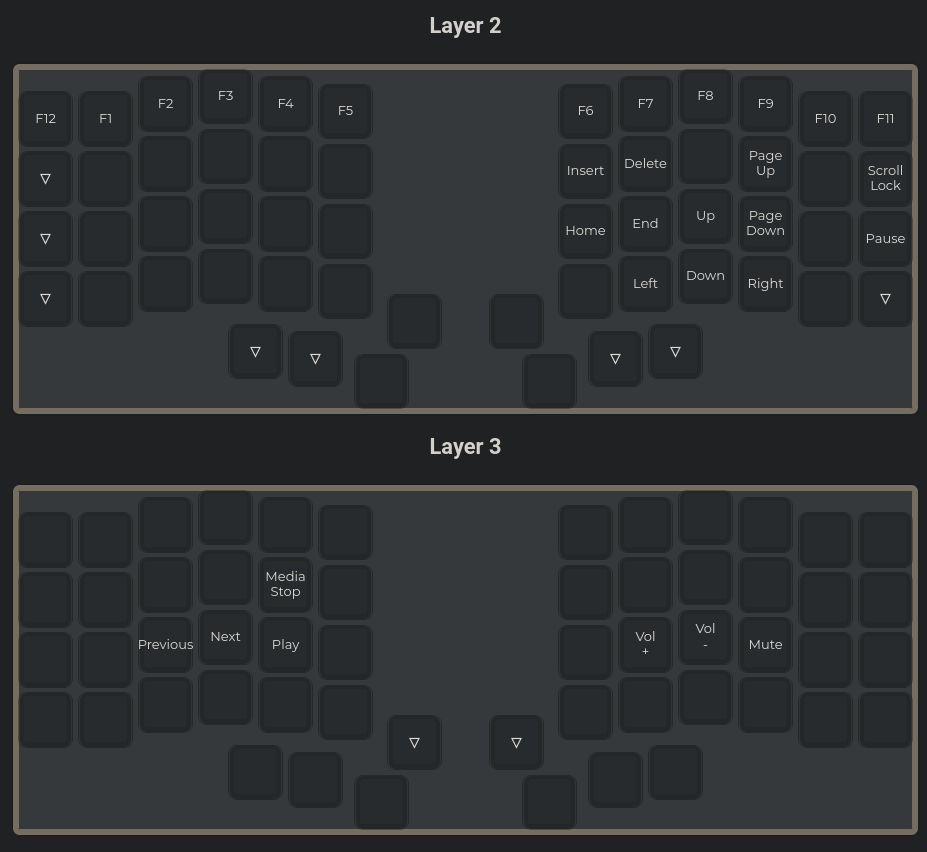 Layer 2
F12 F1 F2 F3 F4 F5 F6 F7 F8 F9 F10 F11
▽ Insert Delete Page
Up Scroll
Lock
▽ Home End Up Page
Down Pause
▽ Left Down Right ▽
▽ ▽ ▽ ▽
Layer 3
Media
Stop
Previous Next Play Vol
+ Vol
- Mute
▽ ▽